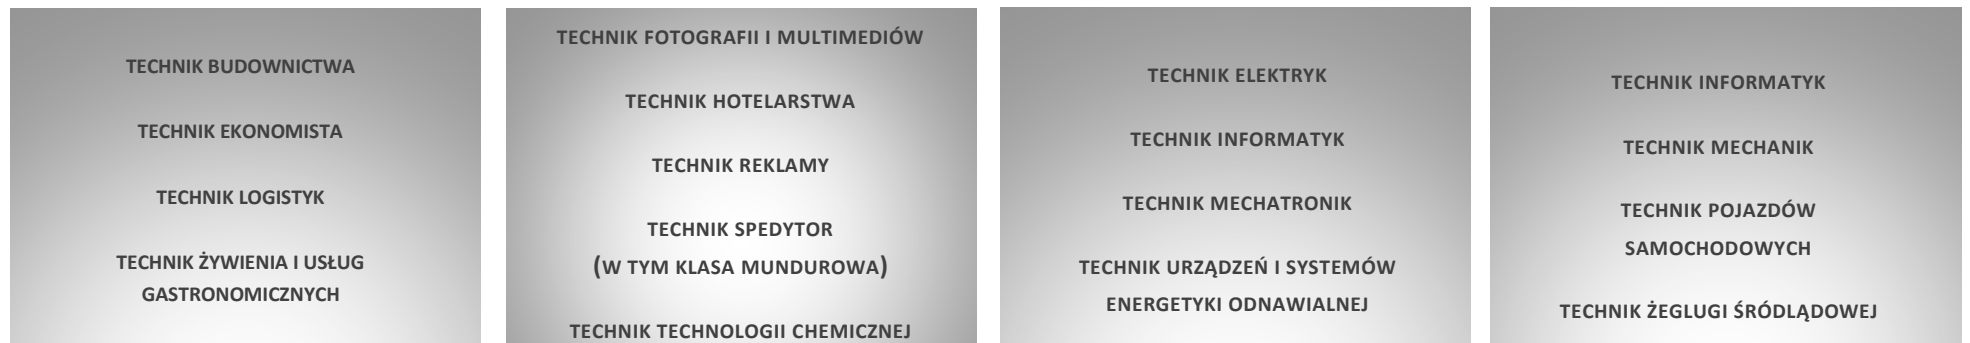 TECHNIK BUDOWNICTWA
TECHNIK EKONOMISTA
TECHNIK LOGISTYK
TECHNIK ŻYWIENIA I USŁUG
GASTRONOMICZNYCH
TECHNIK FOTOGRAFII I MULTIMEDIÓW
TECHNIK HOTELARSTWA
TECHNIK REKLAMY
TECHNIK SPEDYTOR
(W TYM KLASA MUNDUROWA)
TECHNIK TECHNOLOGII CHEMICZNEJ
TECHNIK ELEKTRYK
TECHNIK INFORMATYK
TECHNIK MECHATRONIK
TECHNIK URZĄDZEŃ I SYSTEMÓW
ENERGETYKI ODNAWIALNEJ
TECHNIK INFORMATYK
TECHNIK MECHANIK
TECHNIK POJAZDÓW
SAMOCHODOWYCH
TECHNIK ŻEGLUGI ŚRÓDLĄDOWEJ